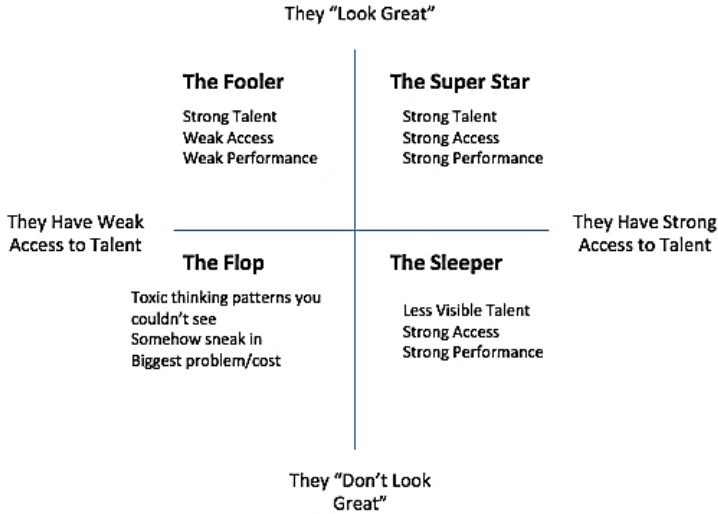 They “Look Great”
The Fooler
Strong Talent
Weak Access
Weak Performance
The Super Star
Strong Talent
Strong Access
Strong Performance
They Have Weak
Access to Talent
They Have Strong
Access to Talent
The Flop
Toxic thinking patterns you
couldn’t see
Somehow sneak in
Biggest problem/cost
The Sleeper
Less Visible Talent
Strong Access
Strong Performance
They “Don’t Look
Great”